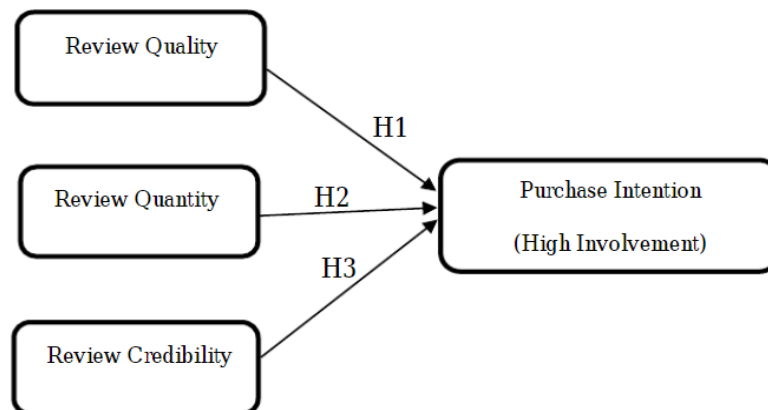 Review Quality
H1
Review Quantity
H2
Purchase Intention
(High Involvement)
H3
Review Credibility